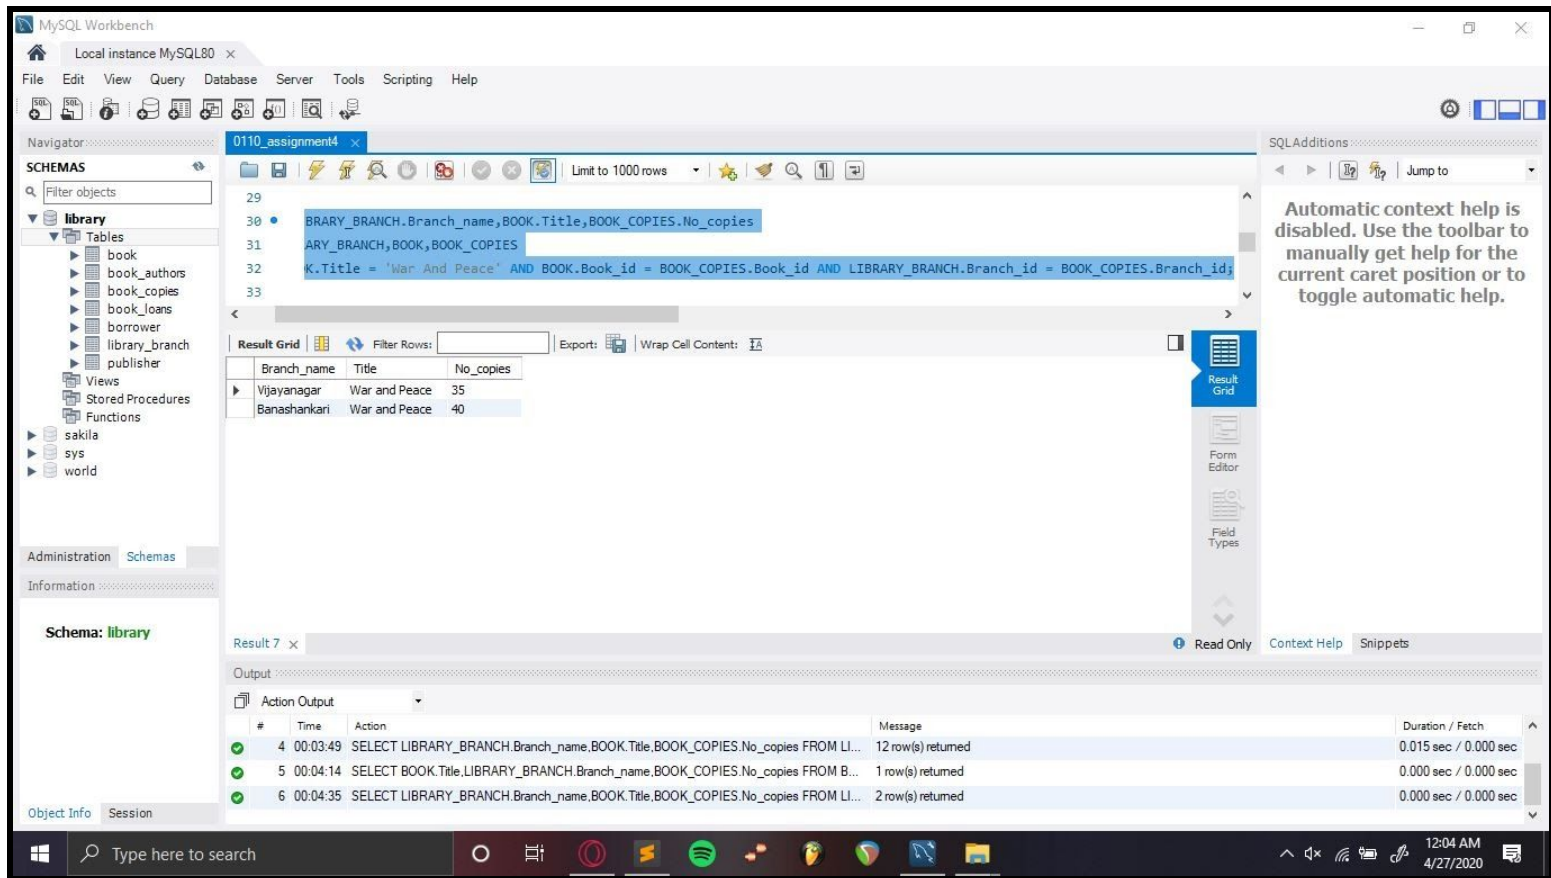 MySQL Workbench
Local instance MySQL80
File Edit View Query Database Server Tools Scripting Help
Navigator
SCHEMAS
Filter objects
library
Tables
book
book_authors
book_copies
book_loans
borrower
library_branch
publisher
Views
Stored Procedures
Functions
sakila
sys
world
Administration Schemas
Information
Schema: library
Object Info Session
0110_assignment4
Limit to 1000 rows
29
30 BRARY_BRANCH.Branch_name,BOOK.Title,BOOK_COPIES.No_copies
31 ARY_BRANCH,BOOK,BOOK_COPIES
32 K.Title = 'War And Peace' AND BOOK.Book_id = BOOK_COPIES.Book_id AND LIBRARY_BRANCH.Branch_id = BOOK_COPIES.Branch_id;
33
Result Grid Filter Rows: Export: Wrap Cell Content:
Branch_name Title No_copies
Vijayanagar War and Peace 35
Banashankari War and Peace 40
Result Grid
Form Editor
Field Types
Result 7
Read Only
SQLAdditions
Jump to
Automatic context help is
disabled. Use the toolbar to
manually get help for the
current caret position or to
toggle automatic help.
Context Help Snippets
Output
Action Output
# Time Action Message Duration / Fetch
4 00:03:49 SELECT LIBRARY_BRANCH.Branch_name,BOOK.Title,BOOK_COPIES.No_copies FROM LI... 12 row(s) returned 0.015 sec / 0.000 sec
5 00:04:14 SELECT BOOK.Title,LIBRARY_BRANCH.Branch_name,BOOK_COPIES.No_copies FROM B... 1 row(s) returned 0.000 sec / 0.000 sec
6 00:04:35 SELECT LIBRARY_BRANCH.Branch_name,BOOK.Title,BOOK_COPIES.No_copies FROM LI... 2 row(s) returned 0.000 sec / 0.000 sec
Type here to search
12:04 AM
4/27/2020